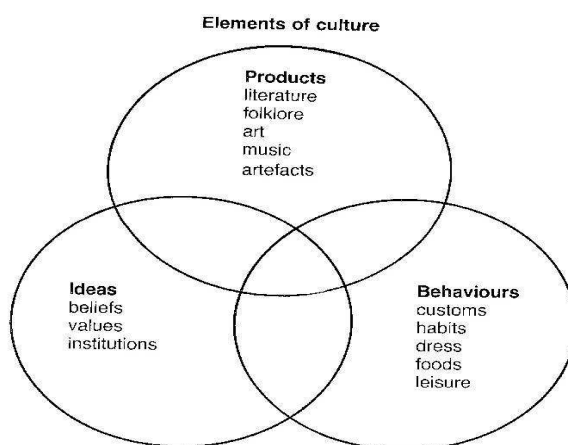 Elements of culture
Products
literature
folklore
art
music
artefacts
Ideas
beliefs
values
institutions
Behaviours
customs
habits
dress
foods
leisure